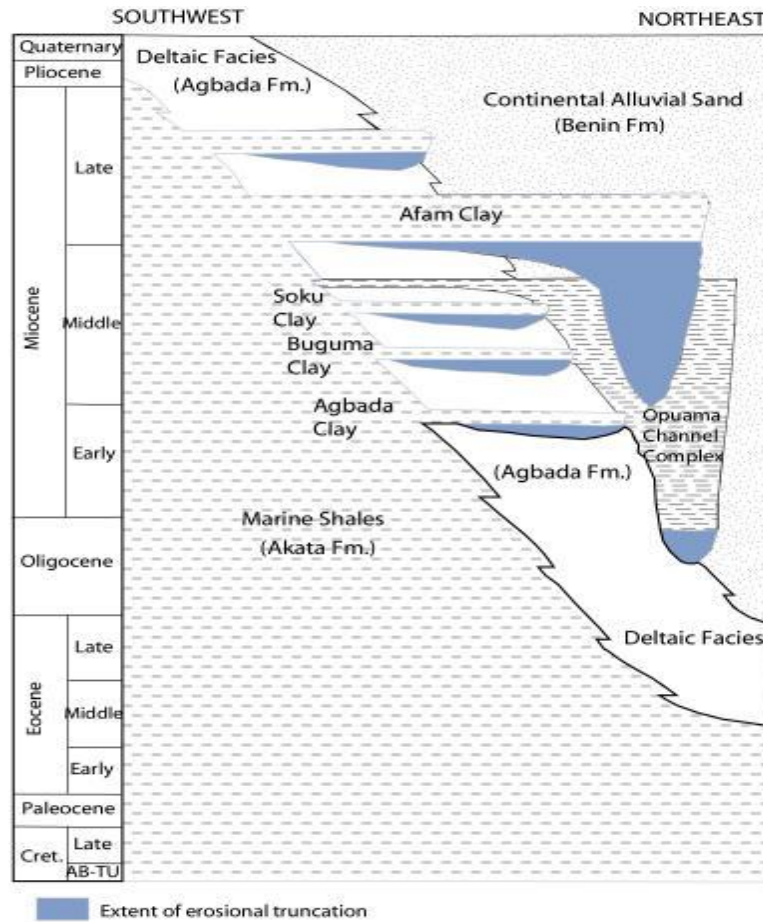 SOUTHWEST
NORTHEAST
Quaternary
Pliocene
Miocene
Late
Middle
Early
Oligocene
Eocene
Late
Middle
Early
Paleocene
Cret.
Late
AB-TU
Deltaic Facies
(Agbada Fm.)
Continental Alluvial Sand
(Benin Fm)
Afam Clay
Soku
Clay
Buguma
Clay
Agbada
Clay
Opuama
Channel
Complex
(Agbada Fm.)
Marine Shales
(Akata Fm.)
Deltaic Facies
Extent of erosional truncation